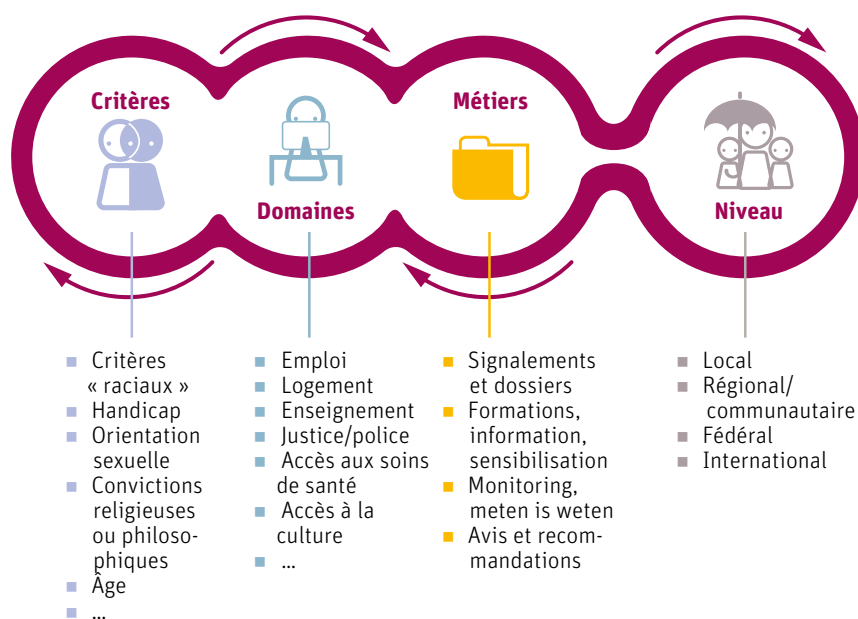 Critères
Métiers
Domaines
Niveau
Critères
« raciaux »
Handicap
Orientation
sexuelle
Convictions
religieuses
ou philoso-
phiques
Âge
...
Emploi
Logement
Enseignement
Justice/police
Accès aux soins
de santé
Accès à la
culture
...
Signalements
et dossiers
Formations,
information,
sensibilisation
Monitoring,
meten is weten
Avis et recom-
mandations
Local
Régional/
communautaire
Fédéral
International